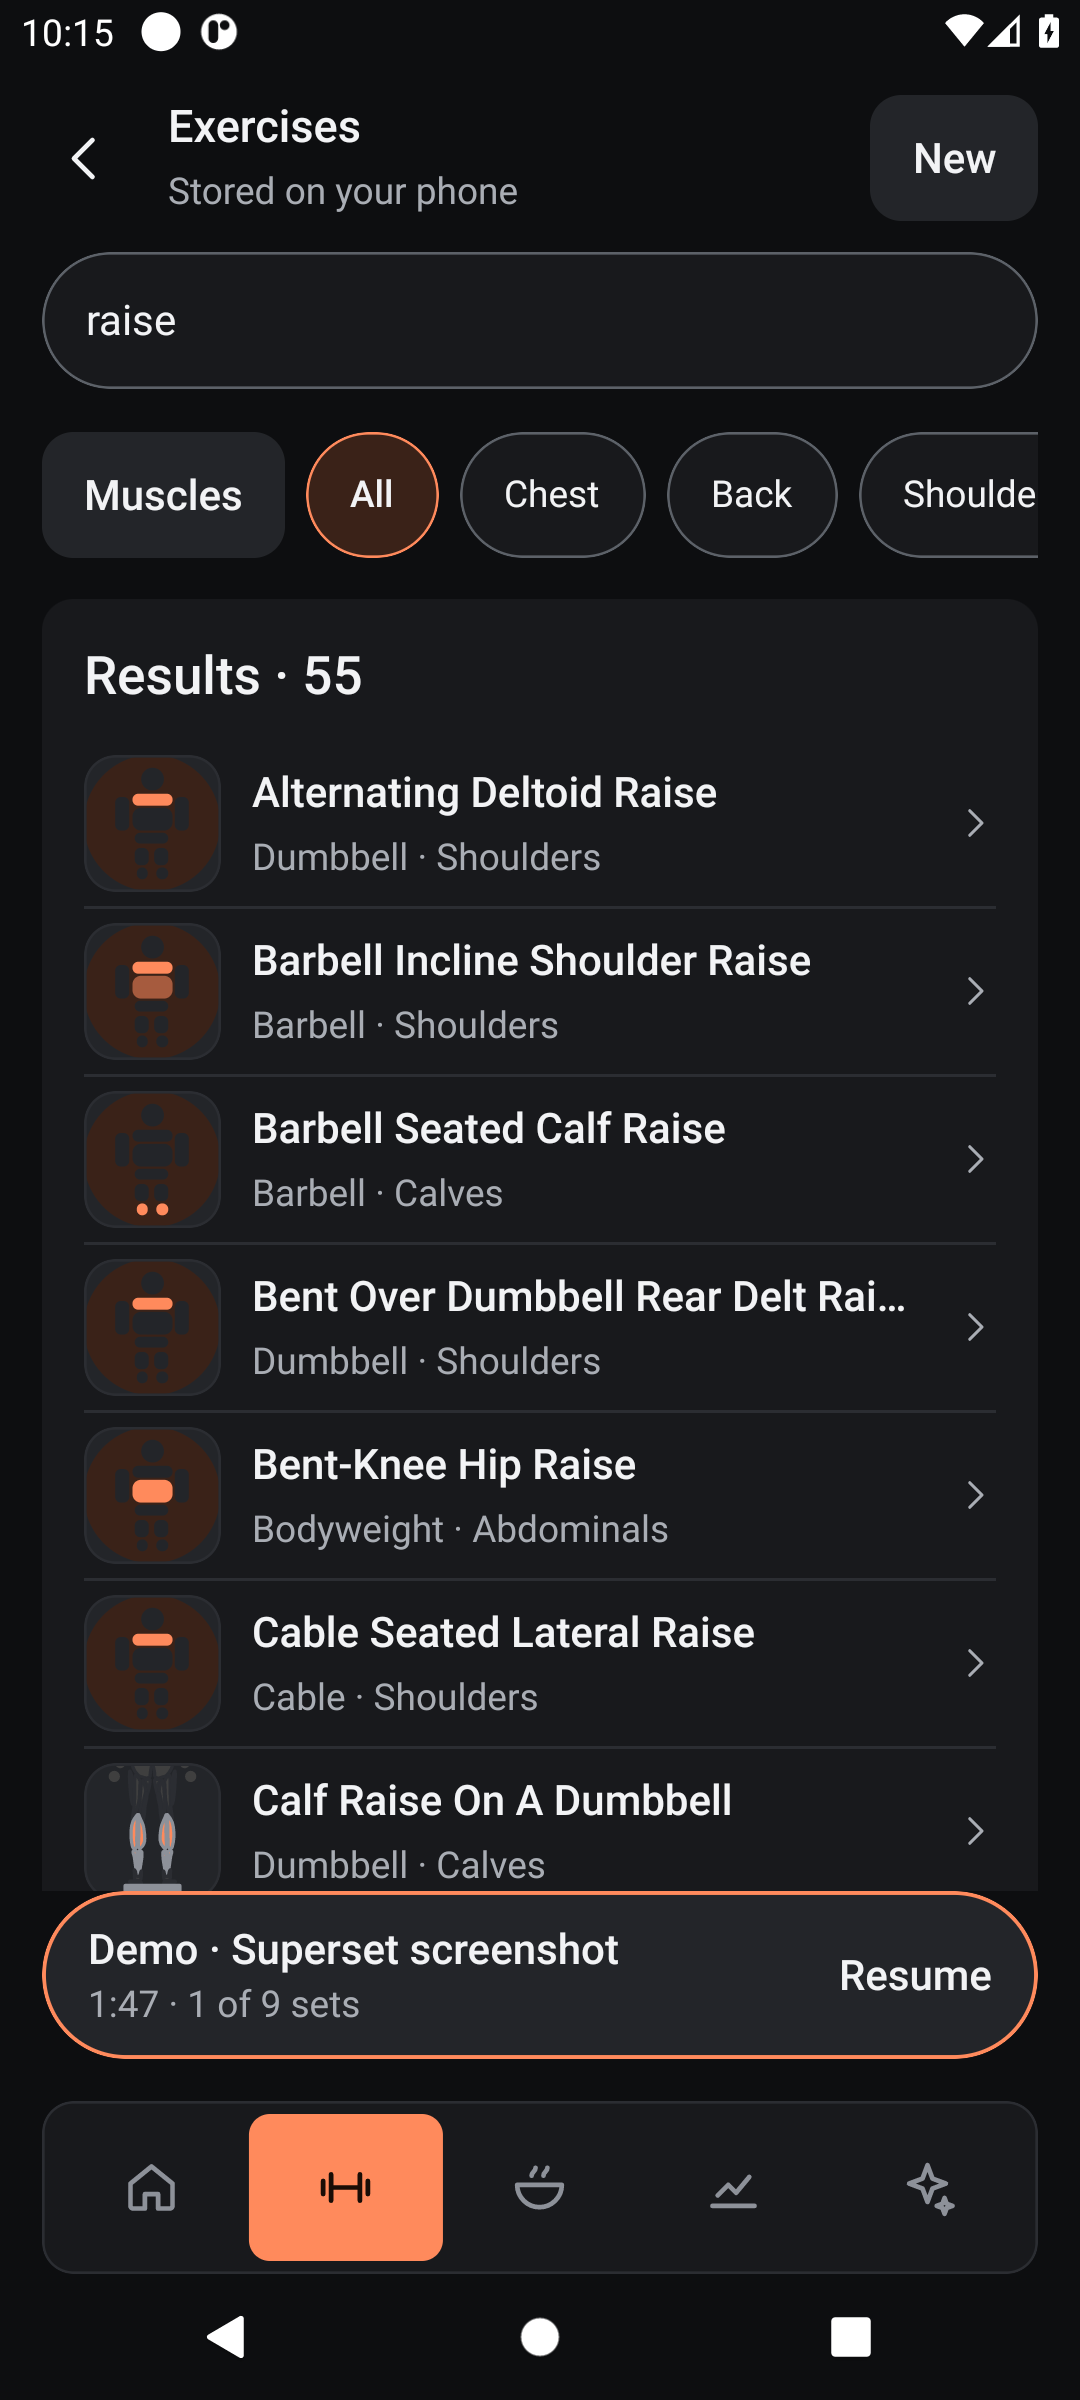 10:15
Exercises
New
Stored on your phone
raise
Muscles
All
Chest
Back
Shoulde
Results · 55
Alternating Deltoid Raise
Dumbbell · Shoulders
Barbell Incline Shoulder Raise
Barbell · Shoulders
Barbell Seated Calf Raise
Barbell · Calves
Bent Over Dumbbell Rear Delt Rai...
Dumbbell · Shoulders
Bent-Knee Hip Raise
Bodyweight · Abdominals
Cable Seated Lateral Raise
Cable · Shoulders
Calf Raise On A Dumbbell
Dumbbell · Calves
Demo · Superset screenshot
Resume
1:47 · 1 of 9 sets